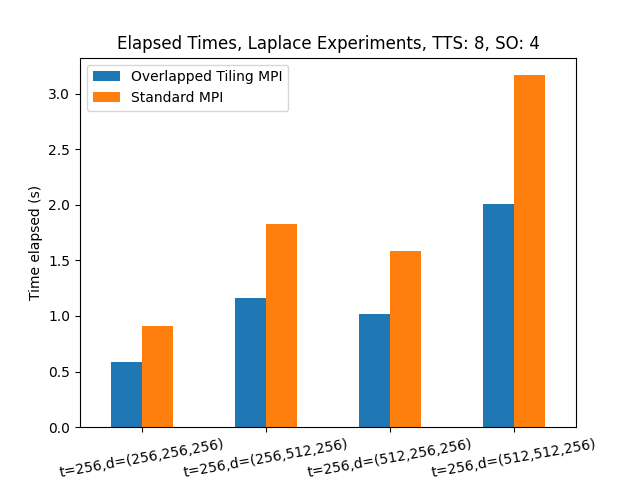 Elapsed Times, Laplace Experiments, TTS: 8, SO: 4
Overlapped Tiling MPI
Standard MPI
Time elapsed (s)
3.0
2.5
2.0
1.5
1.0
0.5
0.0
t=256,d=(256,256,256)
t=256,d=(256,512,256)
t=256,d=(512,256,256)
t=256,d=(512,512,256)